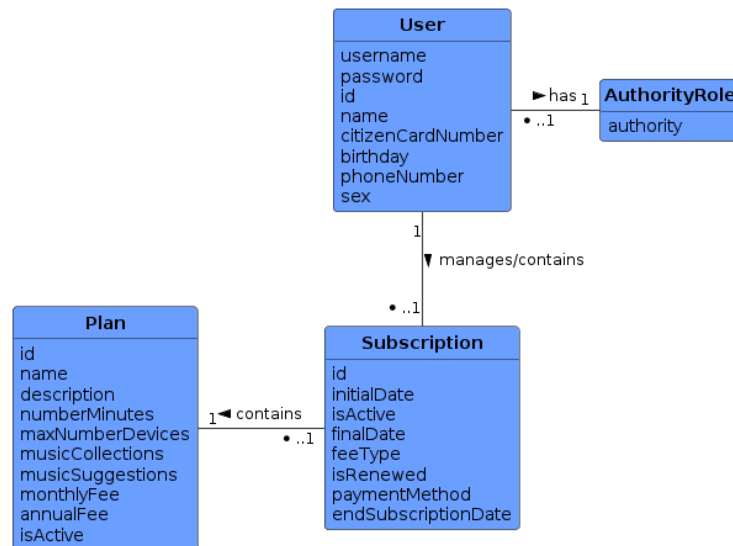 User
username
password
id
name
citizenCardNumber
birthday
phoneNumber
sex
has 1
• ..1
AuthorityRole
authority
1
manages/contains
• ..1
Plan
id
name
description
numberMinutes
maxNumberDevices
musicCollections
musicSuggestions
monthlyFee
annualFee
isActive
1 contains
• ..1
Subscription
id
initialDate
isActive
finalDate
feeType
isRenewed
paymentMethod
endSubscriptionDate